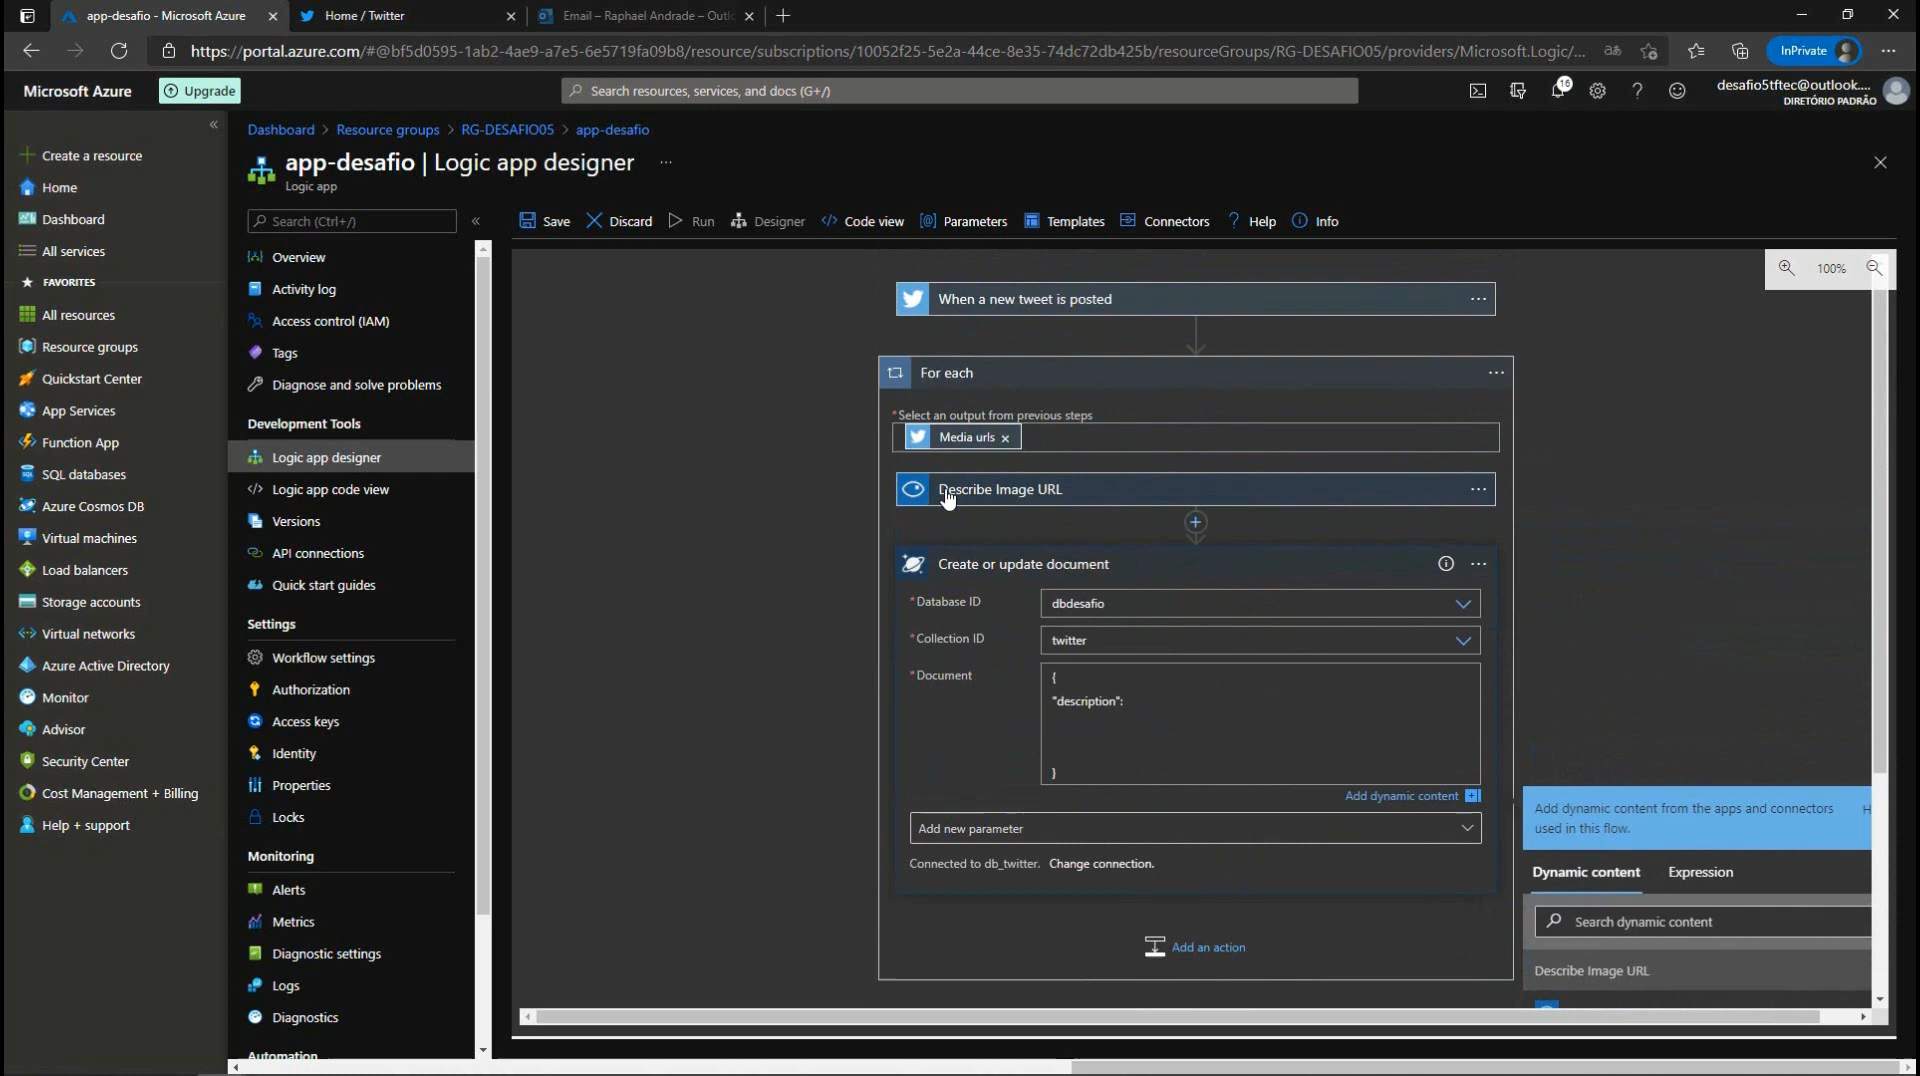 app-desafio - Microsoft Azure
Home / Twitter
Email – Raphael Andrade – Outl
https://portal.azure.com/#@bf5d0595-1ab2-4ae9-a7e5-6e5719fa09b8/resource/subscriptions/10052f25-5e2a-44ce-8e35-74dc72db425b/resourceGroups/RG-DESAFIO05/providers/Microsoft.Logic/...
InPrivate
Microsoft Azure
Upgrade
Search resources, services, and docs (G+/)
16
desafio5tftec@outlook....
DIRETÓRIO PADRÃO
Create a resource
Home
Dashboard
All services
FAVORITES
All resources
Resource groups
Quickstart Center
App Services
Function App
SQL databases
Azure Cosmos DB
Virtual machines
Load balancers
Storage accounts
Virtual networks
Azure Active Directory
Monitor
Advisor
Security Center
Cost Management + Billing
Help + support
Dashboard > Resource groups > RG-DESAFIO05 > app-desafio
app-desafio | Logic app designer ...
Logic app
Search (Ctrl+/)
Overview
Activity log
Access control (IAM)
Tags
Diagnose and solve problems
Development Tools
Logic app designer
Logic app code view
Versions
API connections
Quick start guides
Settings
Workflow settings
Authorization
Access keys
Identity
Properties
Locks
Monitoring
Alerts
Metrics
Diagnostic settings
Logs
Diagnostics
Automation
Save Discard Run Designer Code view Parameters Templates Connectors Help Info
100%
When a new tweet is posted
For each
*Select an output from previous steps
Media urls
Describe Image URL
Create or update document
*Database ID
dbdesafio
*Collection ID
twitter
*Document
{
"description":
}
Add dynamic content
Add new parameter
Connected to db_twitter. Change connection.
Add an action
Add dynamic content from the apps and connectors
used in this flow.
H
Dynamic content Expression
Search dynamic content
Describe Image URL